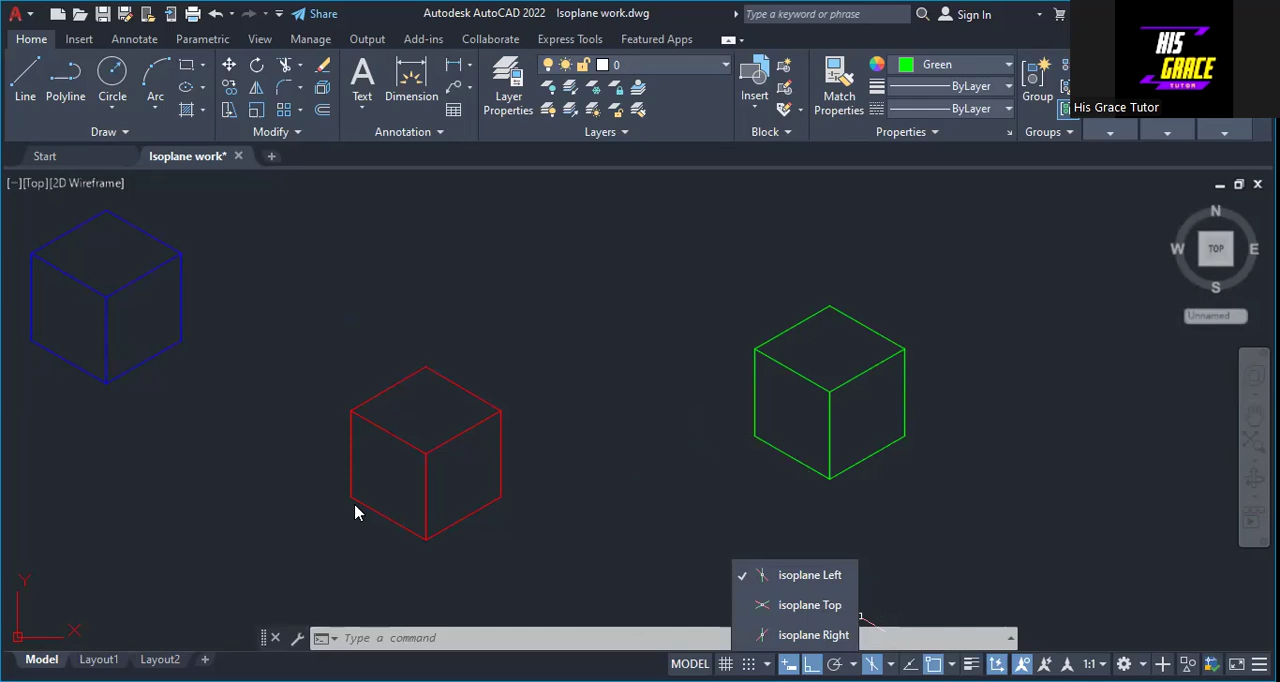 Share
Autodesk AutoCAD 2022 Isoplane work.dwg
Type a keyword or phrase
Sign In
HIS GRACE
TUTOR
His Grace Tutor
Home Insert Annotate Parametric View Manage Output Add-ins Collaborate Express Tools Featured Apps
0
Green
ByLayer
ByLayer
Line Polyline Circle Arc
Text Dimension
Layer Properties
Insert
Match Properties
Group
Draw Modify Annotation Layers Block Properties Groups
Start Isoplane work*
[−][Top][2D Wireframe]
N
W TOP E
S
Unnamed
isoplane Left
isoplane Top
isoplane Right
Y
X
Type a command
Model Layout1 Layout2
MODEL
1:1